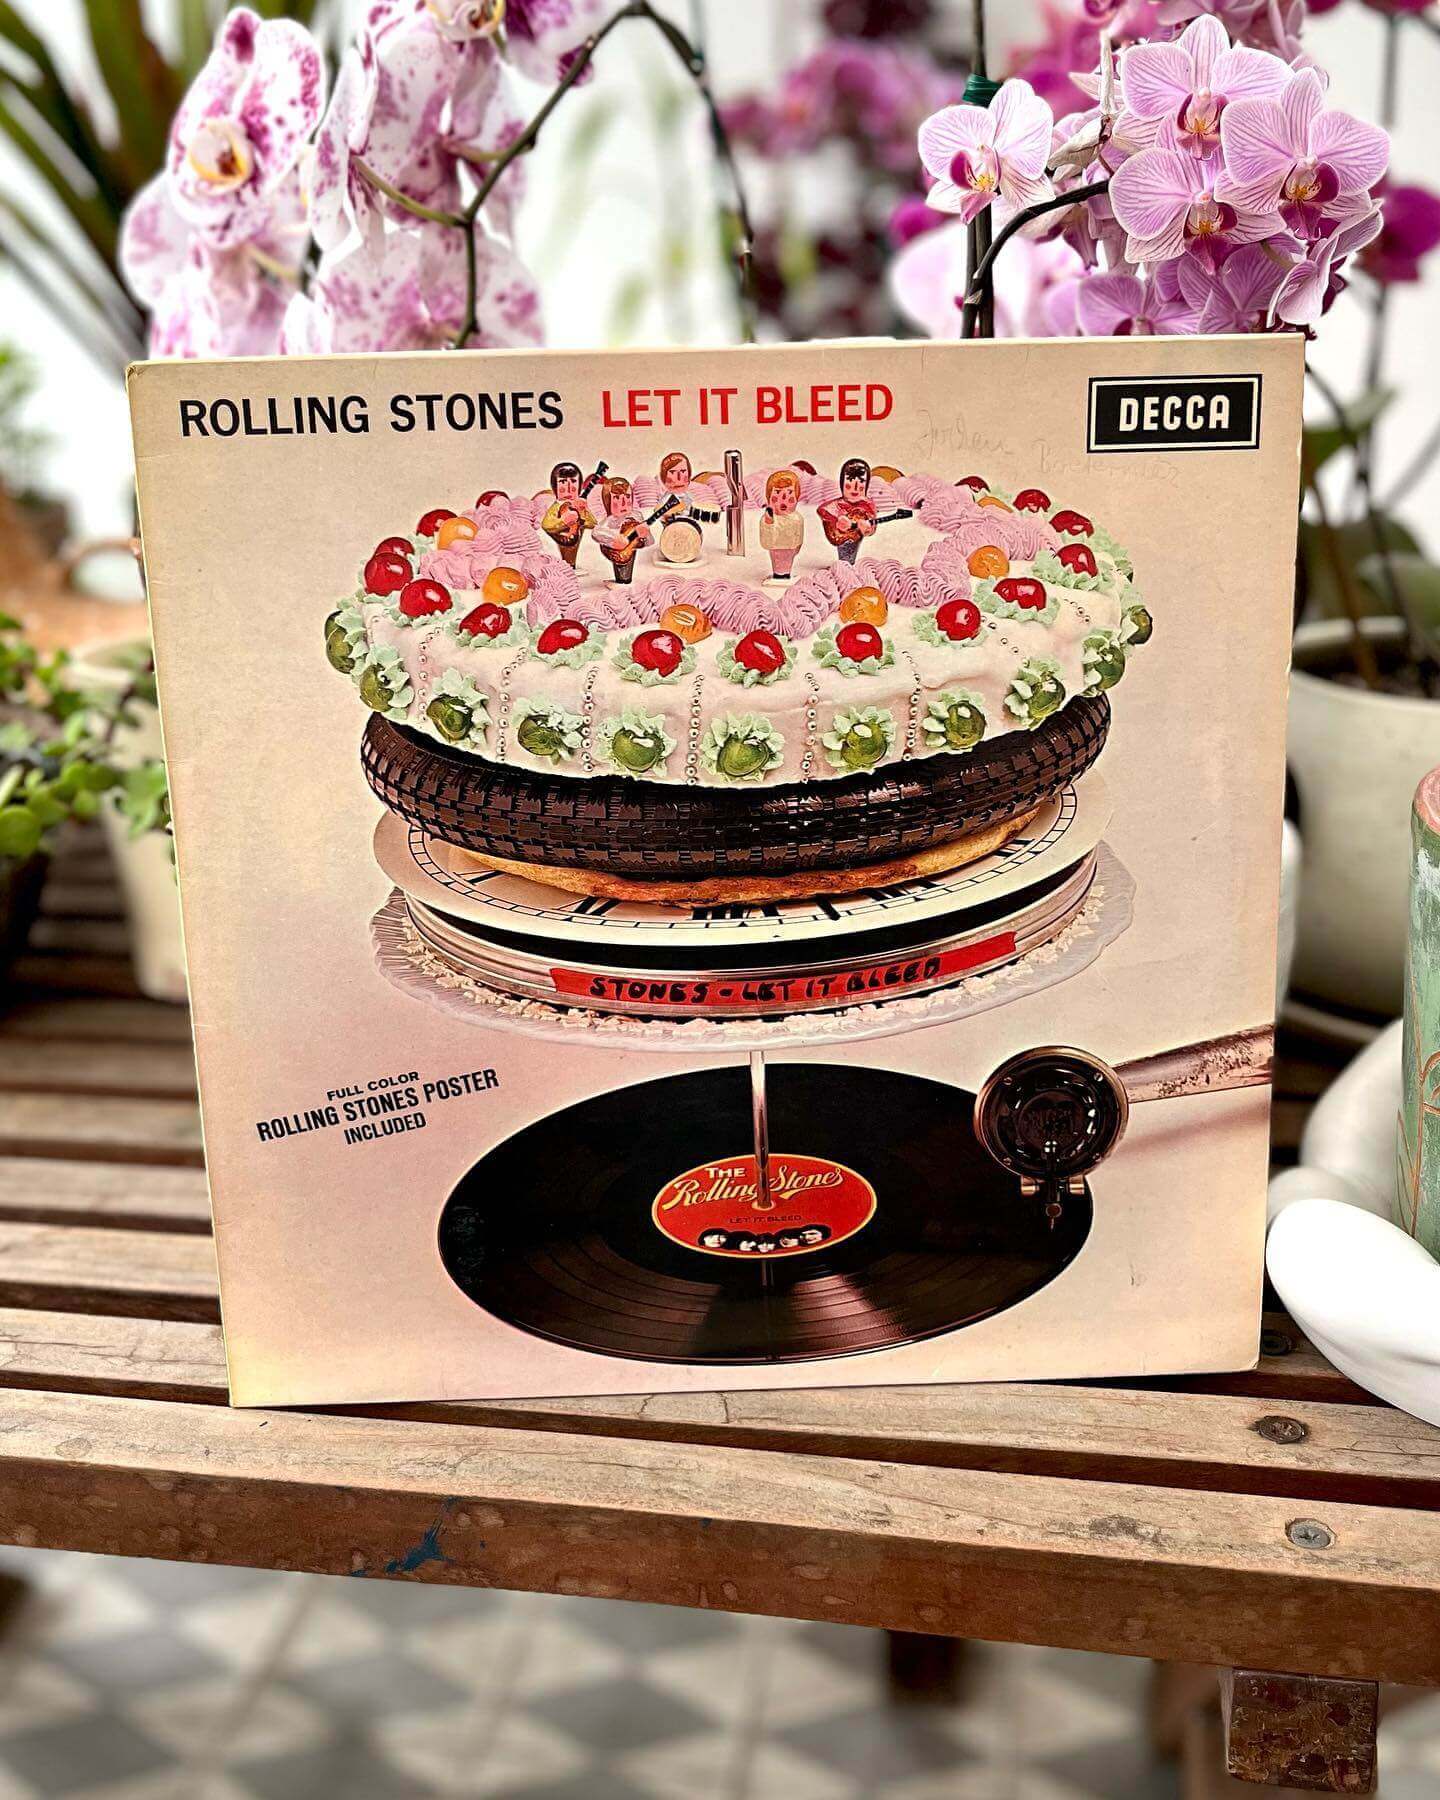 ROLLING STONES LET IT BLEED
DECCA
STONES - LET IT BLEED
FULL COLOR
ROLLING STONES POSTER
INCLUDED
THE
Rolling Stones
LET IT BLEED